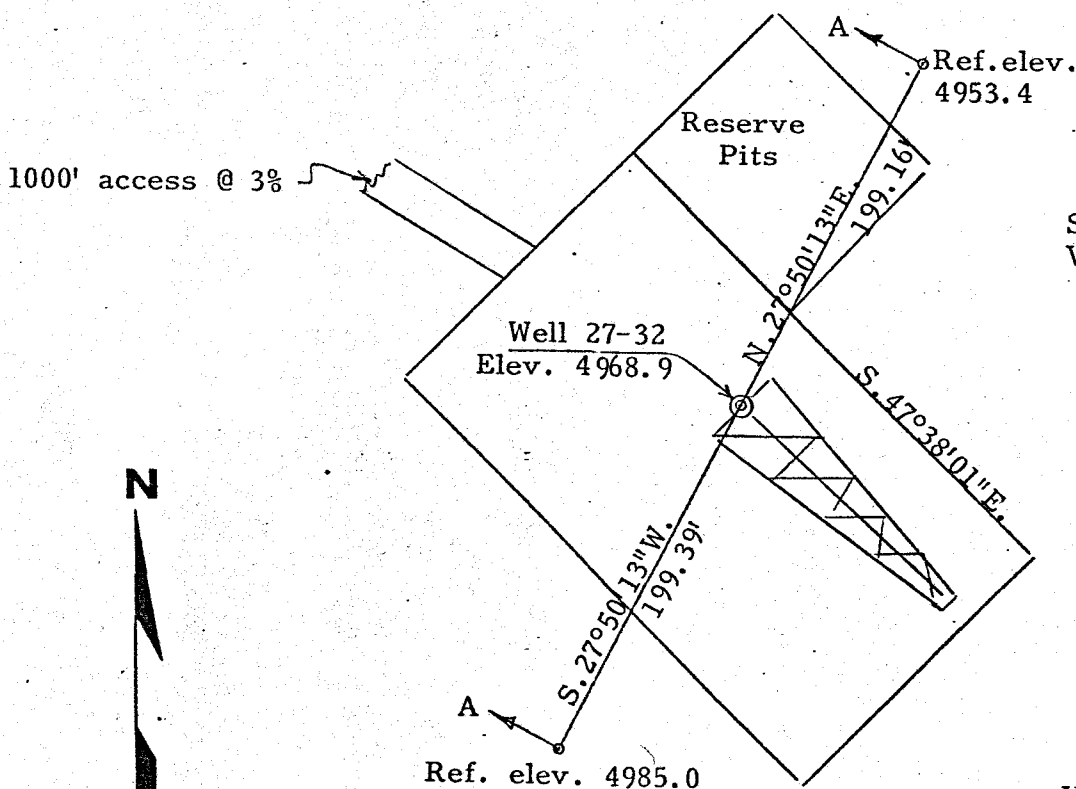 A
Ref.elev.
4953.4
Reserve
Pits
1000' access @ 3%
N. 27°50'13"E.
199.16'
Well 27-32
Elev. 4968.9
S. 47°38'01"E.
N
S.27°50'13"W.
199.39'
A
Ref. elev. 4985.0